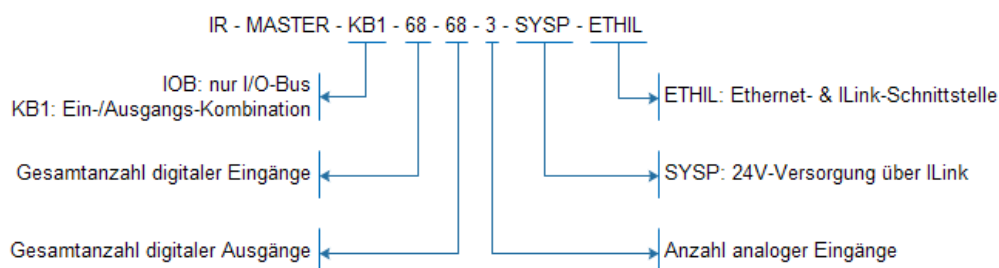 IR - MASTER - KB1 - 68 - 68 - 3 - SYSP - ETHIL
IOB: nur I/O-Bus
KB1: Ein-/Ausgangs-Kombination
ETHIL: Ethernet- & ILink-Schnittstelle
Gesamtanzahl digitaler Eingänge
SYSP: 24V-Versorgung über ILink
Gesamtanzahl digitaler Ausgänge
Anzahl analoger Eingänge